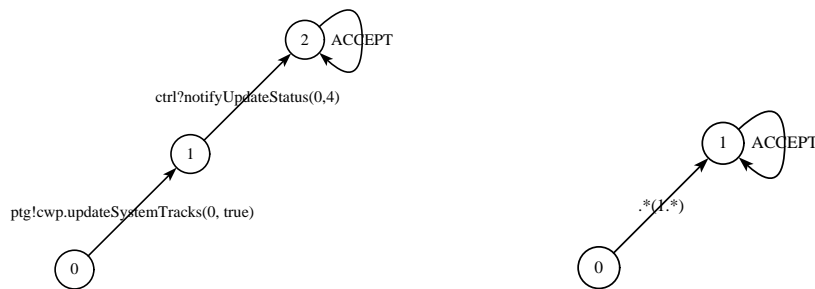 2
ACCEPT
ctrl?notifyUpdateStatus(0,4)
1
ptg!cwp.updateSystemTracks(0, true)
0
1
ACCEPT
.*(1.*)
0